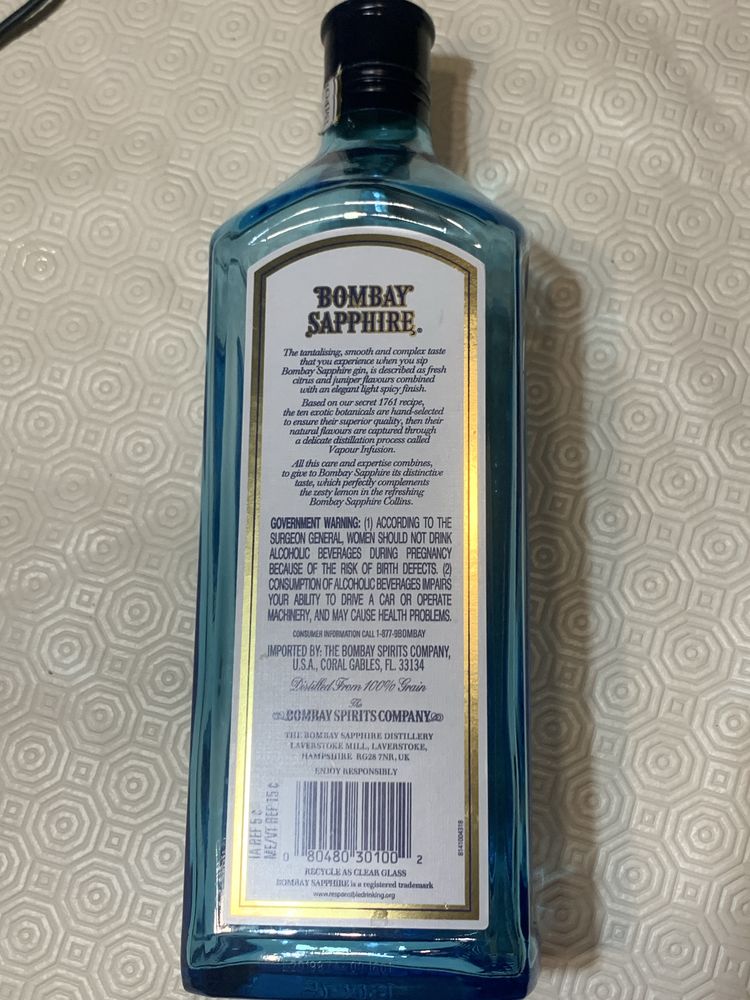 BOMBAY
SAPPHIRE®
The tantalising, smooth and complex taste
that you experience when you sip
Bombay Sapphire gin, is described as fresh
citrus and juniper flavours combined
with an elegant light spicy finish.
Based on our secret 1761 recipe,
the ten exotic botanicals are hand-selected
to ensure their superior quality, then their
natural flavours are captured through
a delicate distillation process called
Vapour Infusion.
All this care and expertise combines,
to give to Bombay Sapphire its distinctive
taste, which perfectly complements
the zesty lemon in the refreshing
Bombay Sapphire Collins.
GOVERNMENT WARNING: (1) ACCORDING TO THE
SURGEON GENERAL, WOMEN SHOULD NOT DRINK
ALCOHOLIC BEVERAGES DURING PREGNANCY
BECAUSE OF THE RISK OF BIRTH DEFECTS. (2)
CONSUMPTION OF ALCOHOLIC BEVERAGES IMPAIRS
YOUR ABILITY TO DRIVE A CAR OR OPERATE
MACHINERY, AND MAY CAUSE HEALTH PROBLEMS.
CONSUMER INFORMATION CALL 1-877-9BOMBAY
IMPORTED BY: THE BOMBAY SPIRITS COMPANY,
U.S.A., CORAL GABLES, FL. 33134
Distilled From 100% Grain
The
BOMBAY SPIRITS COMPANY
THE BOMBAY SAPPHIRE DISTILLERY
LAVERSTOKE MILL, LAVERSTOKE,
HAMPSHIRE RG28 7NR, UK
ENJOY RESPONSIBLY
IA REF 5¢
ME/VT REF 15¢
0 80480 30100 2
8141004318
RECYCLE AS CLEAR GLASS
BOMBAY SAPPHIRE is a registered trademark
www.responsibledrinking.org